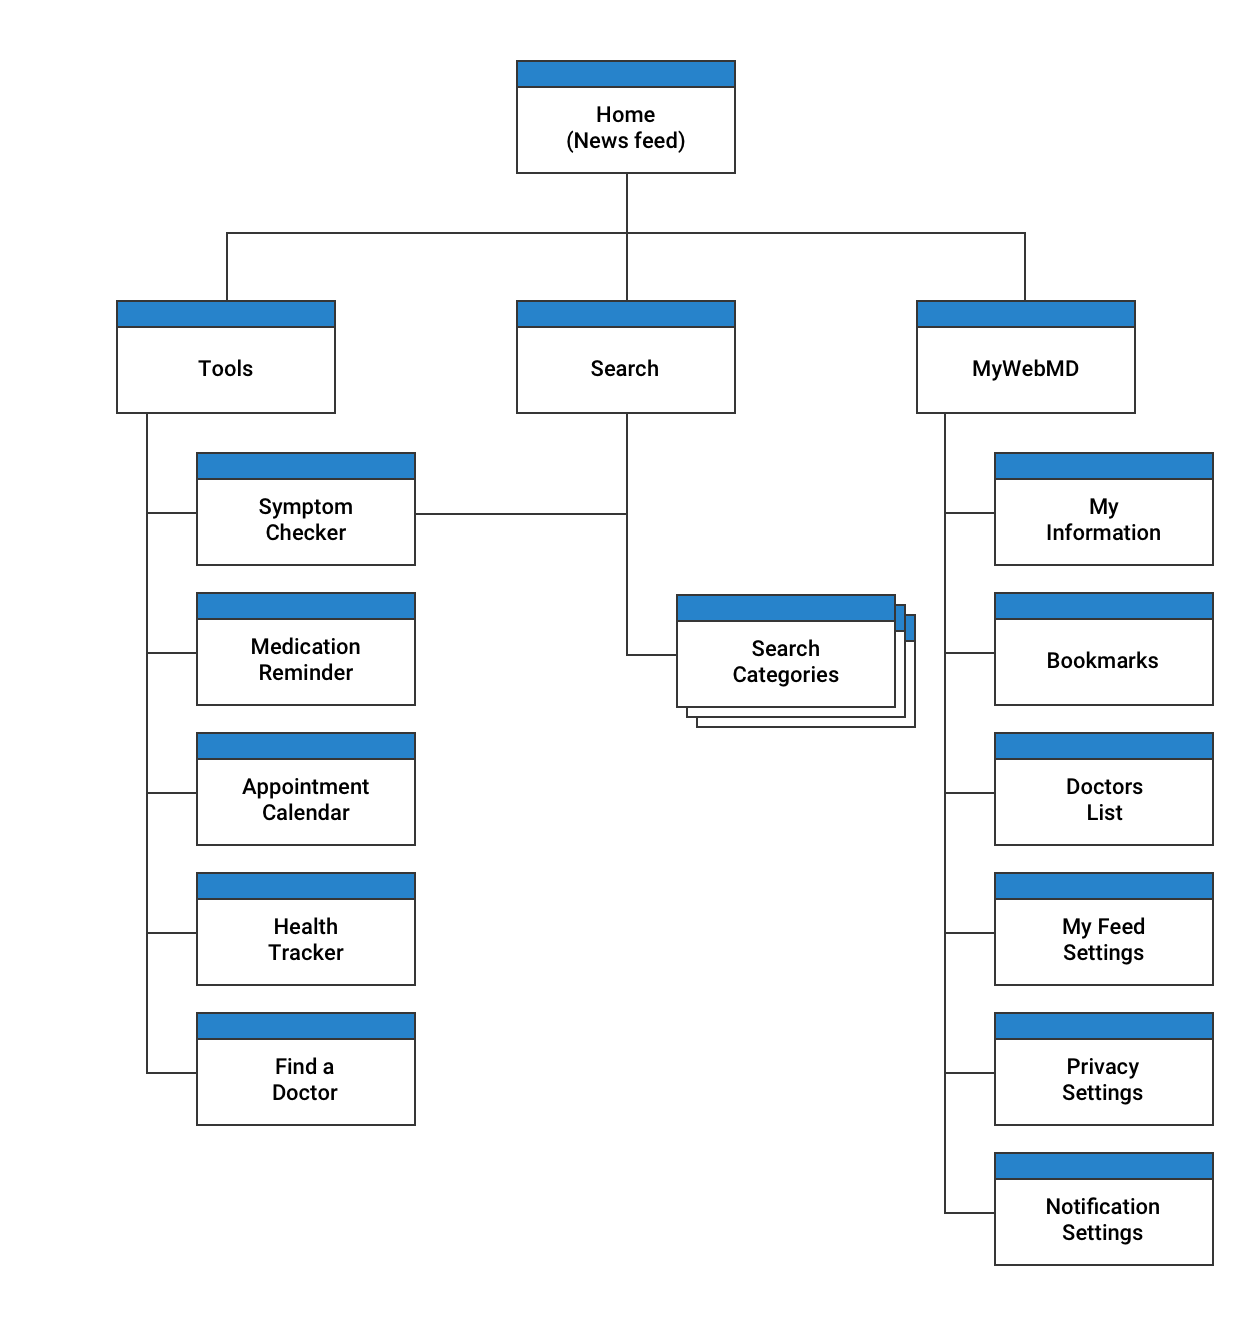 Home
(News feed)
Tools
Search
MyWebMD
Symptom
Checker
Medication
Reminder
Appointment
Calendar
Health
Tracker
Find a
Doctor
Search
Categories
My
Information
Bookmarks
Doctors
List
My Feed
Settings
Privacy
Settings
Notification
Settings